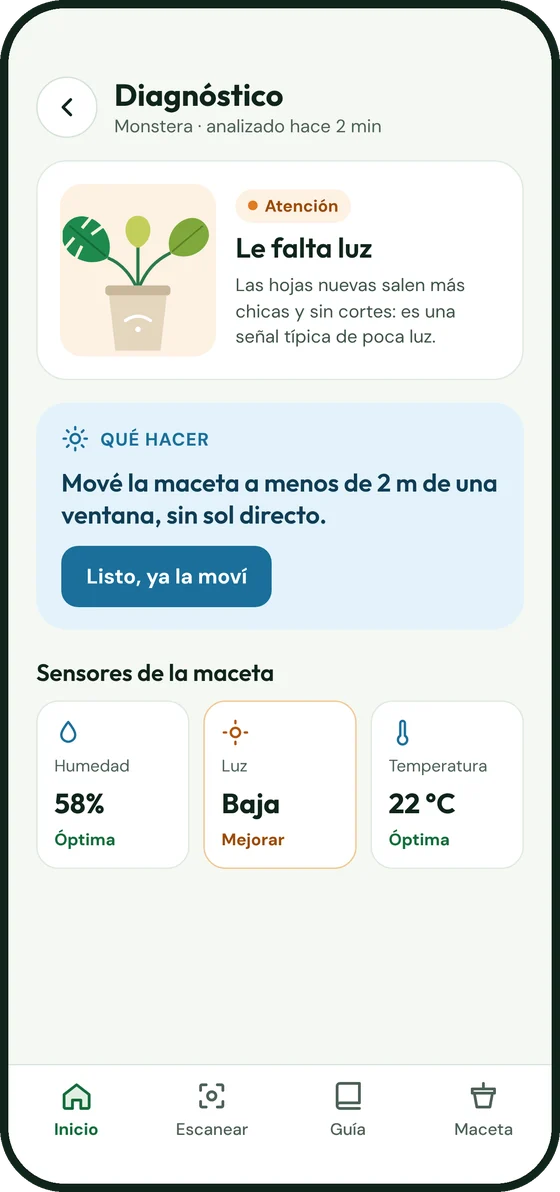 Diagnóstico
Monstera · analizado hace 2 min
Atención
Le falta luz
Las hojas nuevas salen más
chicas y sin cortes: es una
señal típica de poca luz.
QUÉ HACER
Mové la maceta a menos de 2 m de una
ventana, sin sol directo.
Listo, ya la moví
Sensores de la maceta
Humedad
58%
Óptima
Luz
Baja
Mejorar
Temperatura
22 °C
Óptima
Inicio
Escanear
Guía
Maceta